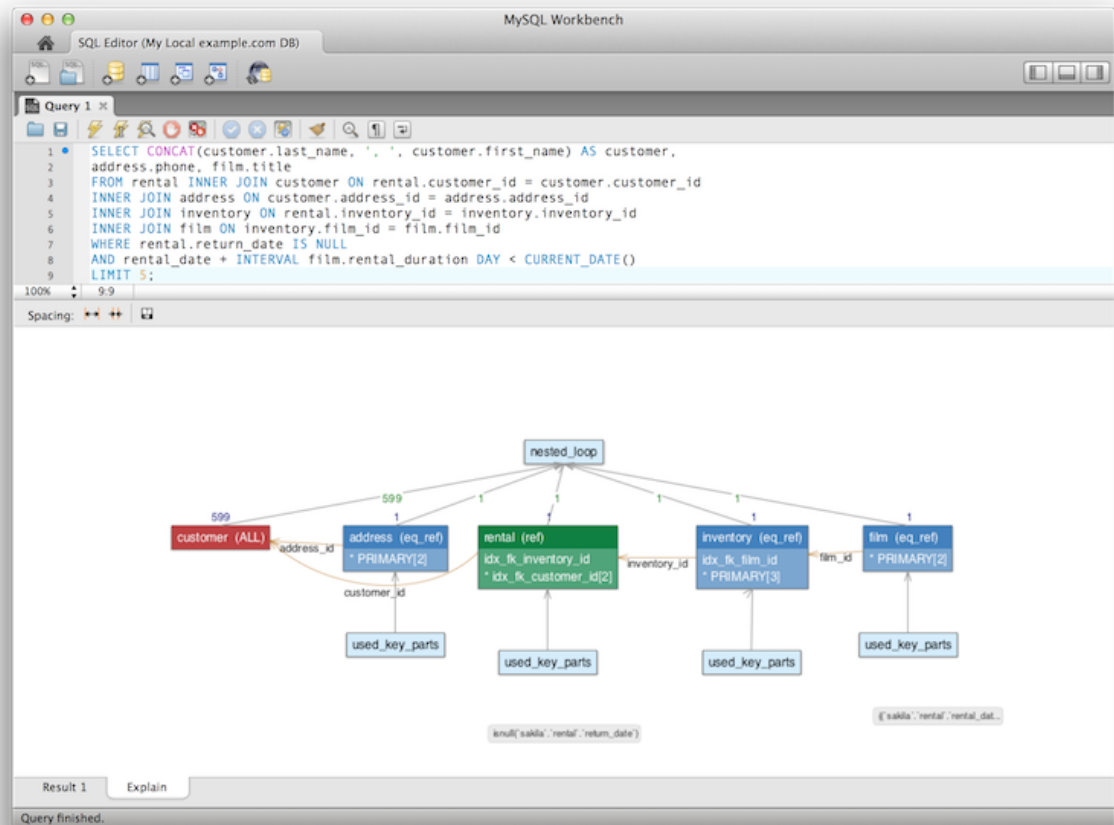 MySQL Workbench
SQL Editor (My Local example.com DB)
Query 1
1 SELECT CONCAT(customer.last_name, ', ', customer.first_name) AS customer,
2 address.phone, film.title
3 FROM rental INNER JOIN customer ON rental.customer_id = customer.customer_id
4 INNER JOIN address ON customer.address_id = address.address_id
5 INNER JOIN inventory ON rental.inventory_id = inventory.inventory_id
6 INNER JOIN film ON inventory.film_id = film.film_id
7 WHERE rental.return_date IS NULL
8 AND rental_date + INTERVAL film.rental_duration DAY < CURRENT_DATE()
9 LIMIT 5;
100% 9:9
Spacing:
nested_loop
599 1 1 1 1
599 1 1 1 1
customer (ALL) address_id address (eq_ref) rental (ref) inventory (eq_ref) film (eq_ref)
* PRIMARY[2] idx_fk_inventory_id inventory_id idx_fk_film_id film_id * PRIMARY[2]
* idx_fk_customer_id[2] * PRIMARY[3]
customer_id
used_key_parts used_key_parts used_key_parts used_key_parts
isnull(`sakila`.`rental`.`return_date`)
`sakila`.`rental`.`rental_dat...
Result 1 Explain
Query finished.